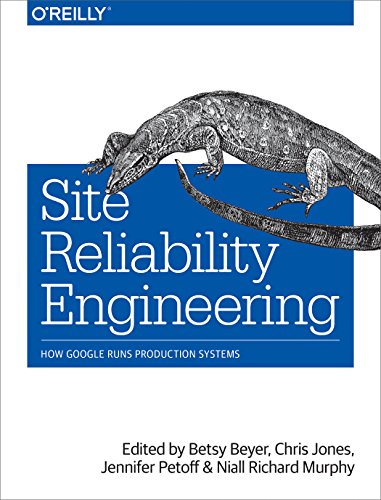 O'REILLY®
Site
Reliability
Engineering
HOW GOOGLE RUNS PRODUCTION SYSTEMS
Edited by Betsy Beyer, Chris Jones,
Jennifer Petoff & Niall Richard Murphy